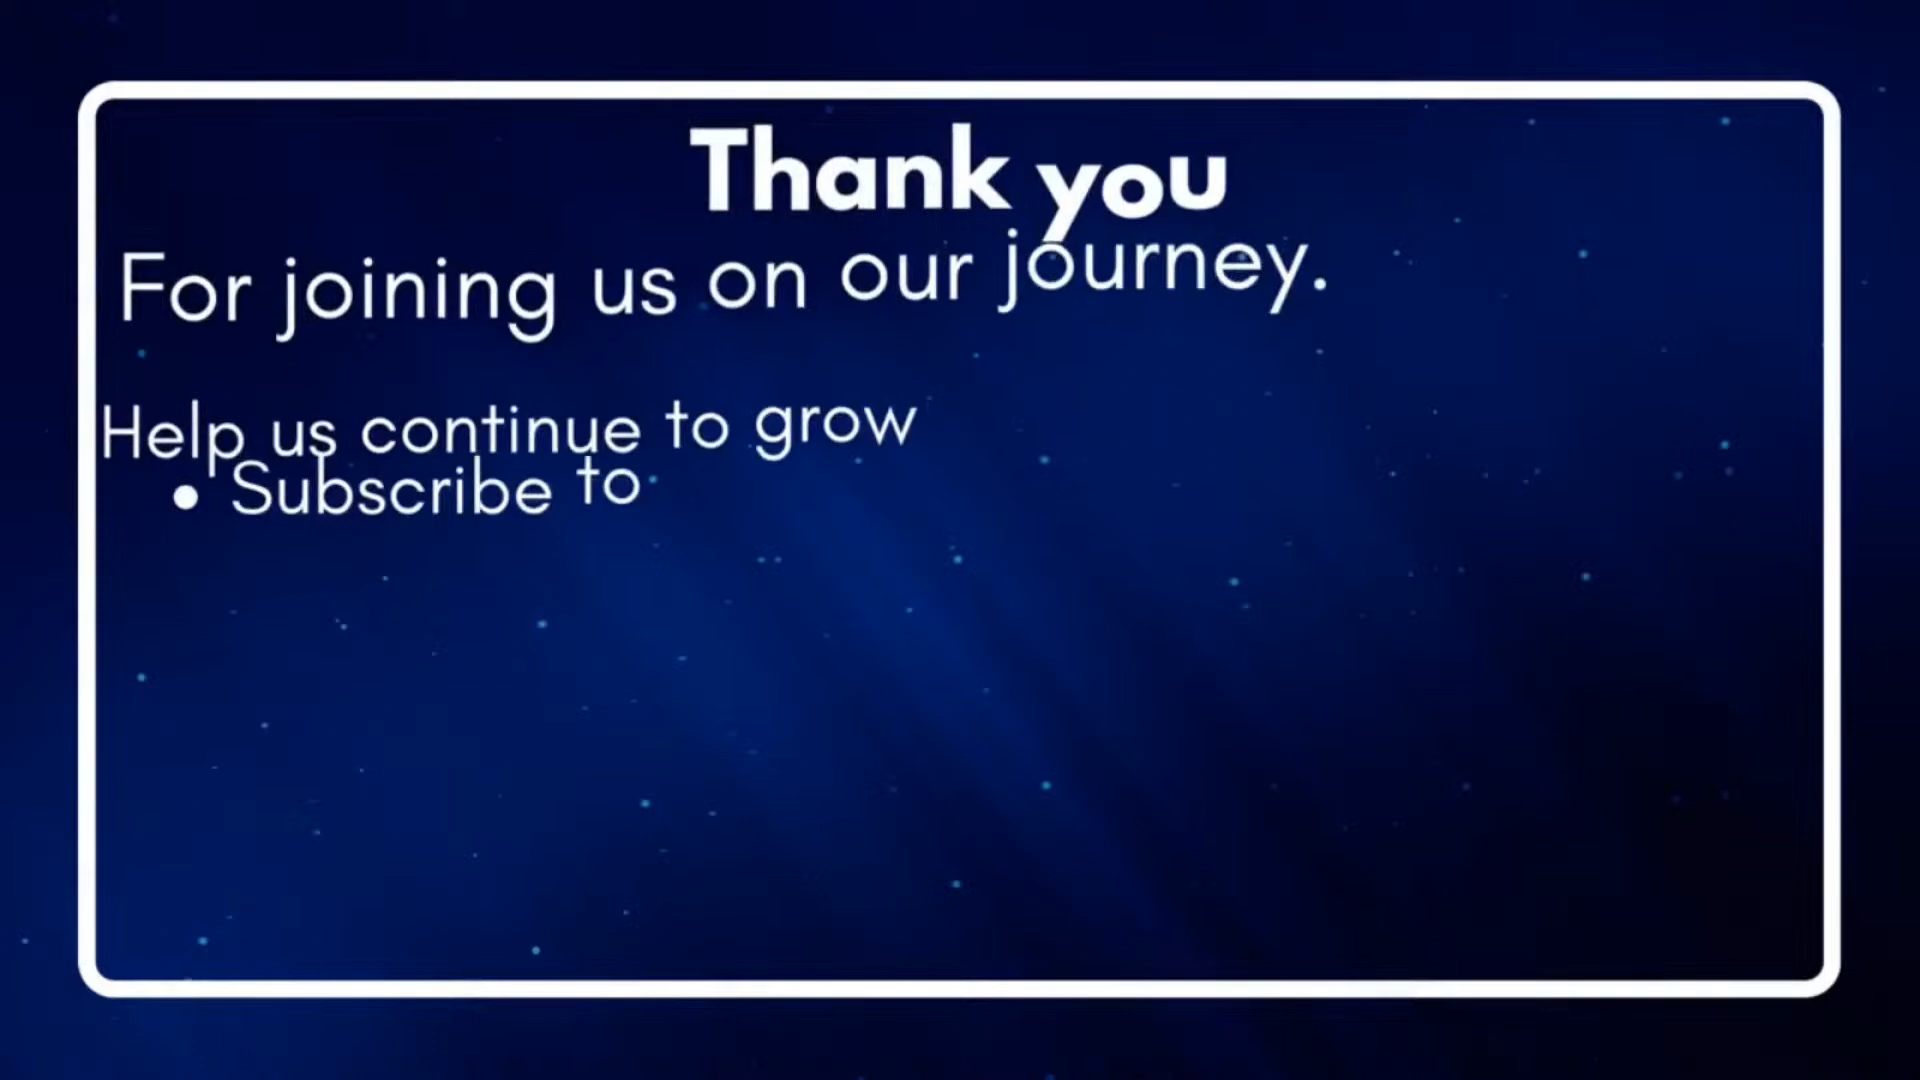 Thank you
For joining us on our journey.
Help us continue to grow
• Subscribe to